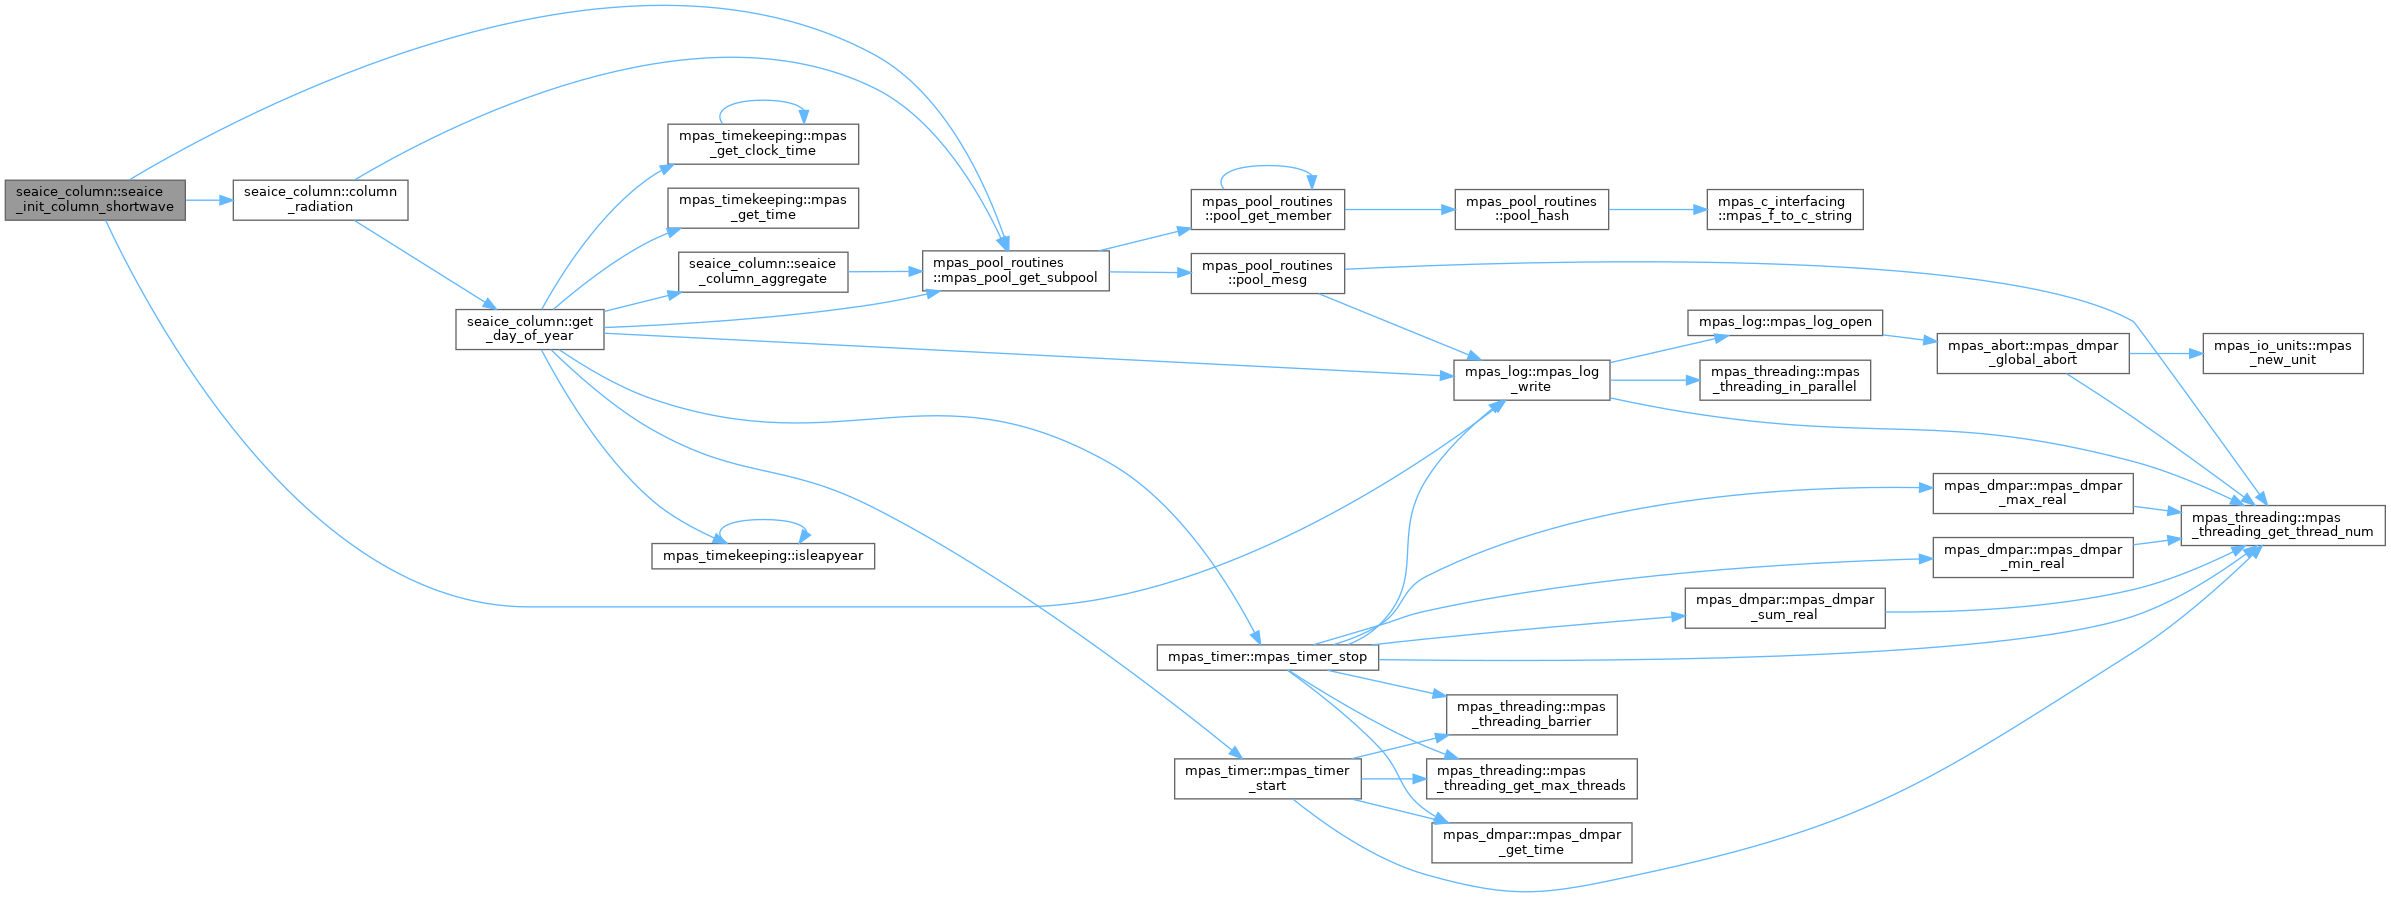 seaice_column::seaice
_init_column_shortwave
seaice_column::column
_radiation
seaice_column::get
_day_of_year
mpas_timekeeping::mpas
_get_clock_time
mpas_timekeeping::mpas
_get_time
seaice_column::seaice
_column_aggregate
mpas_timekeeping::isleapyear
mpas_pool_routines
::mpas_pool_get_subpool
mpas_pool_routines
::pool_get_member
mpas_pool_routines
::pool_mesg
mpas_pool_routines
::pool_hash
mpas_c_interfacing
::mpas_f_to_c_string
mpas_log::mpas_log
_write
mpas_log::mpas_log_open
mpas_threading::mpas
_threading_in_parallel
mpas_abort::mpas_dmpar
_global_abort
mpas_io_units::mpas
_new_unit
mpas_dmpar::mpas_dmpar
_max_real
mpas_dmpar::mpas_dmpar
_min_real
mpas_dmpar::mpas_dmpar
_sum_real
mpas_threading::mpas
_threading_get_thread_num
mpas_timer::mpas_timer_stop
mpas_timer::mpas_timer
_start
mpas_threading::mpas
_threading_barrier
mpas_threading::mpas
_threading_get_max_threads
mpas_dmpar::mpas_dmpar
_get_time